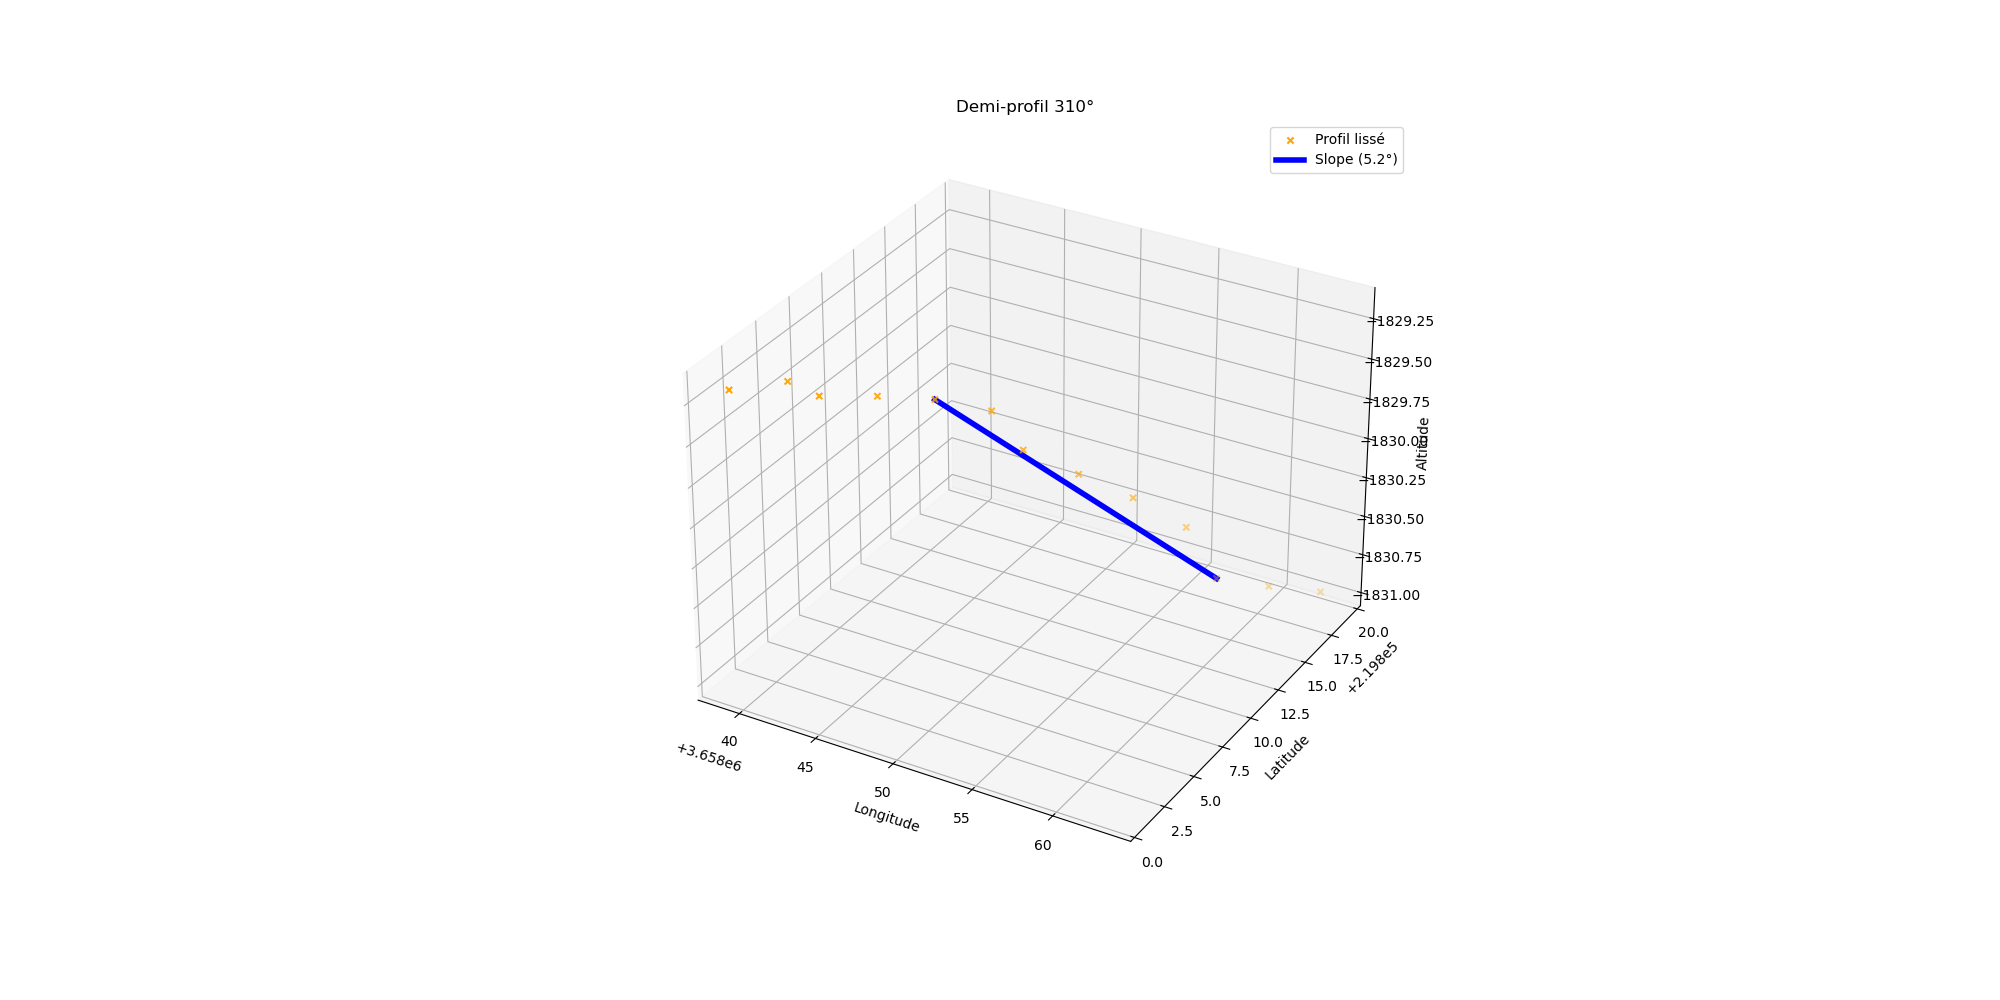 Demi-profil 310°
Profil lissé
Slope (5.2°)
−1829.25
−1829.50
−1829.75
−1830.00
−1830.25
−1830.50
−1830.75
−1831.00
Altitude
20.0
17.5
15.0
12.5
10.0
7.5
5.0
2.5
0.0
+2.198e5
Latitude
40
45
50
55
60
+3.658e6
Longitude